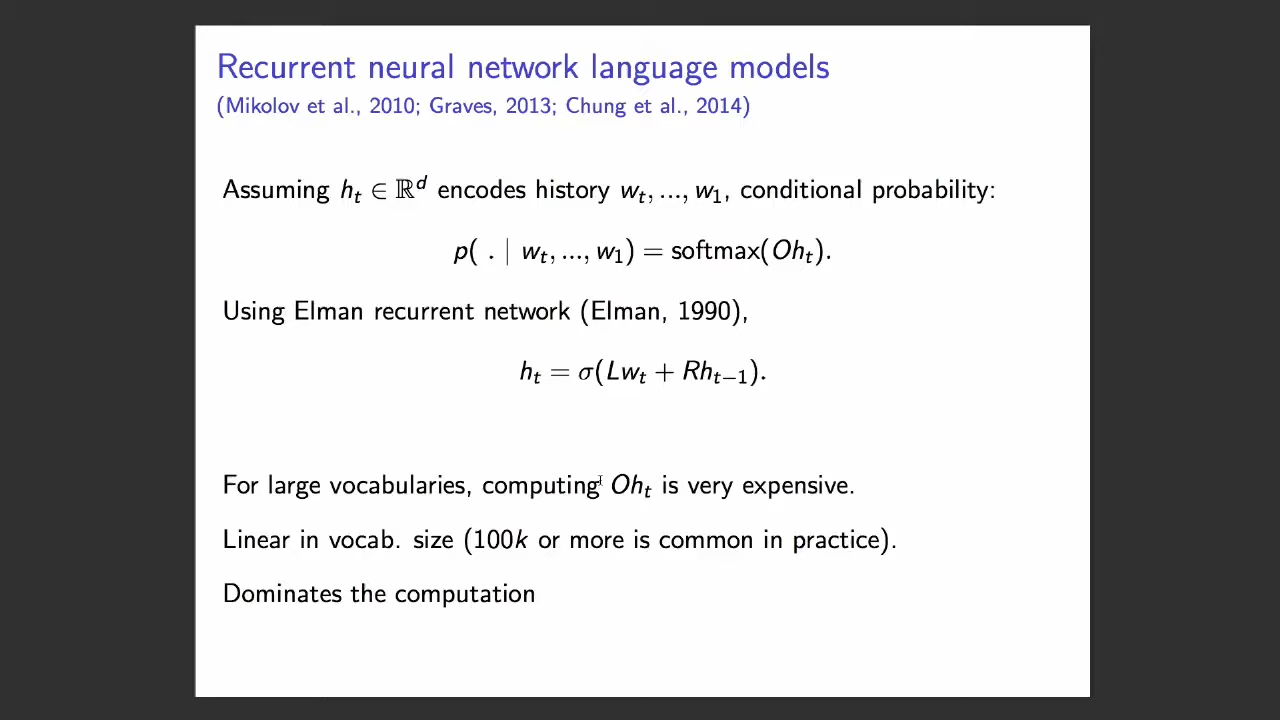 Recurrent neural network language models
(Mikolov et al., 2010; Graves, 2013; Chung et al., 2014)
Assuming hₜ ∈ ℝᵈ encodes history wₜ, ..., w₁, conditional probability:
p( . | wₜ, ..., w₁) = softmax(Ohₜ).
Using Elman recurrent network (Elman, 1990),
hₜ = σ(Lwₜ + Rhₜ₋₁).
For large vocabularies, computing Ohₜ is very expensive.
Linear in vocab. size (100k or more is common in practice).
Dominates the computation